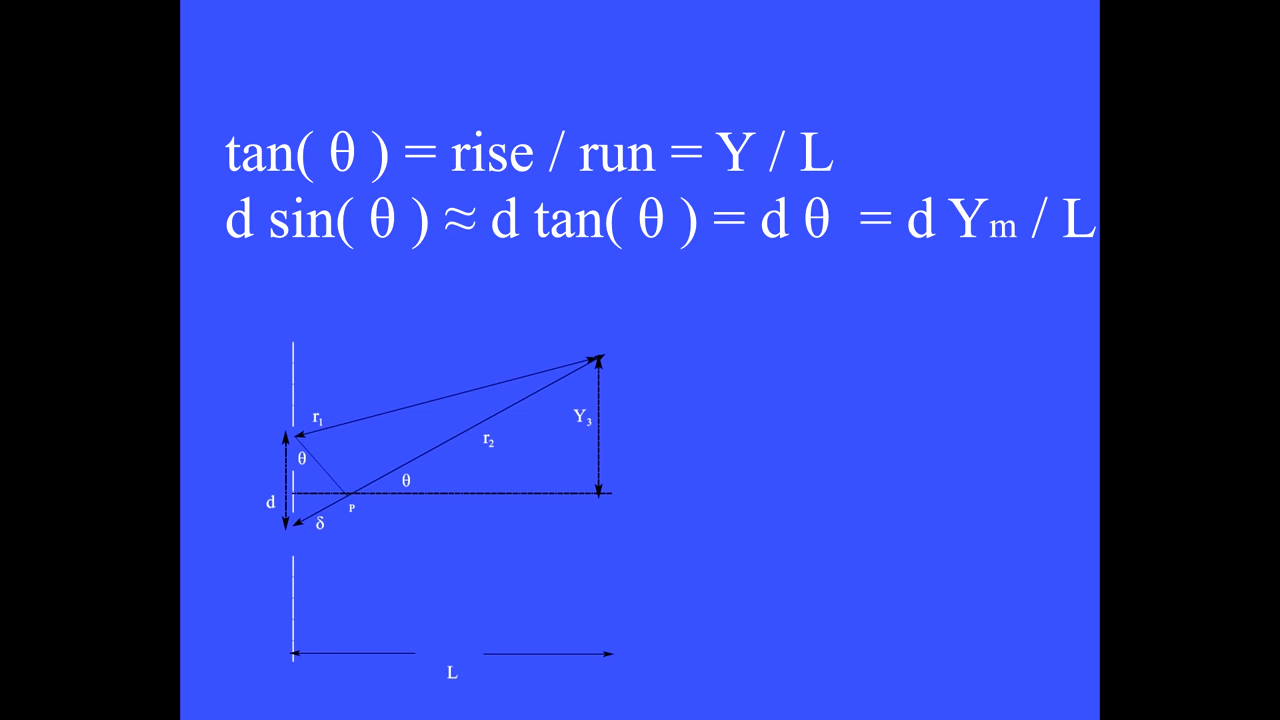 tan( θ ) = rise / run = Y / L
d sin( θ ) ≈ d tan( θ ) = d θ = d Yₘ / L
r₁
Y₃
r₂
θ
θ
d
P
δ
L